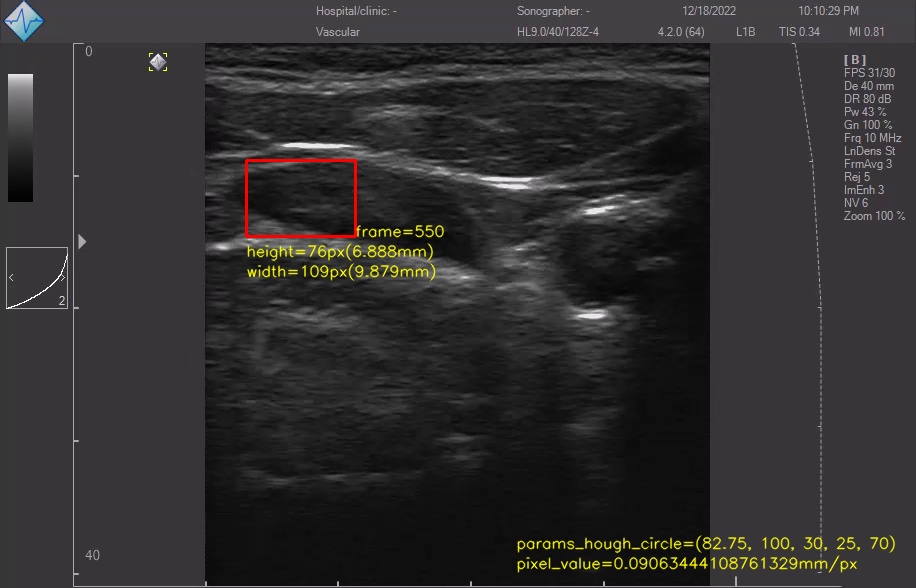 Hospital/clinic: - Sonographer: - 12/18/2022 10:10:29 PM
Vascular HL9.0/40/128Z-4 4.2.0 (64) L1B TIS 0.34 MI 0.81
0
[ B ]
FPS 31/30
De 40 mm
DR 80 dB
Pw 43 %
Gn 100 %
Frq 10 MHz
LnDens St
FrmAvg 3
Rej 5
ImEnh 3
NV 6
Zoom 100 %
frame=550
height=76px(6.888mm)
width=109px(9.879mm)
2
40
params_hough_circle=(82.75, 100, 30, 25, 70)
pixel_value=0.09063444108761329mm/px